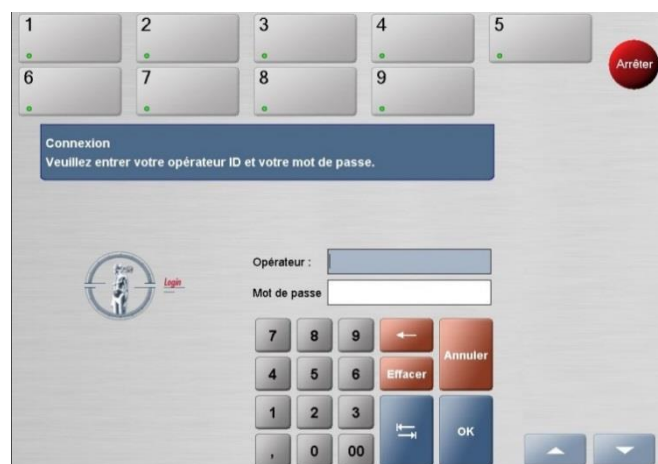 1 2 3 4 5
Arrêter
6 7 8 9
Connexion
Veuillez entrer votre opérateur ID et votre mot de passe.
Opérateur :
Login
Mot de passe
7 8 9 ←
Annuler
4 5 6 Effacer
1 2 3
OK
, 0 00